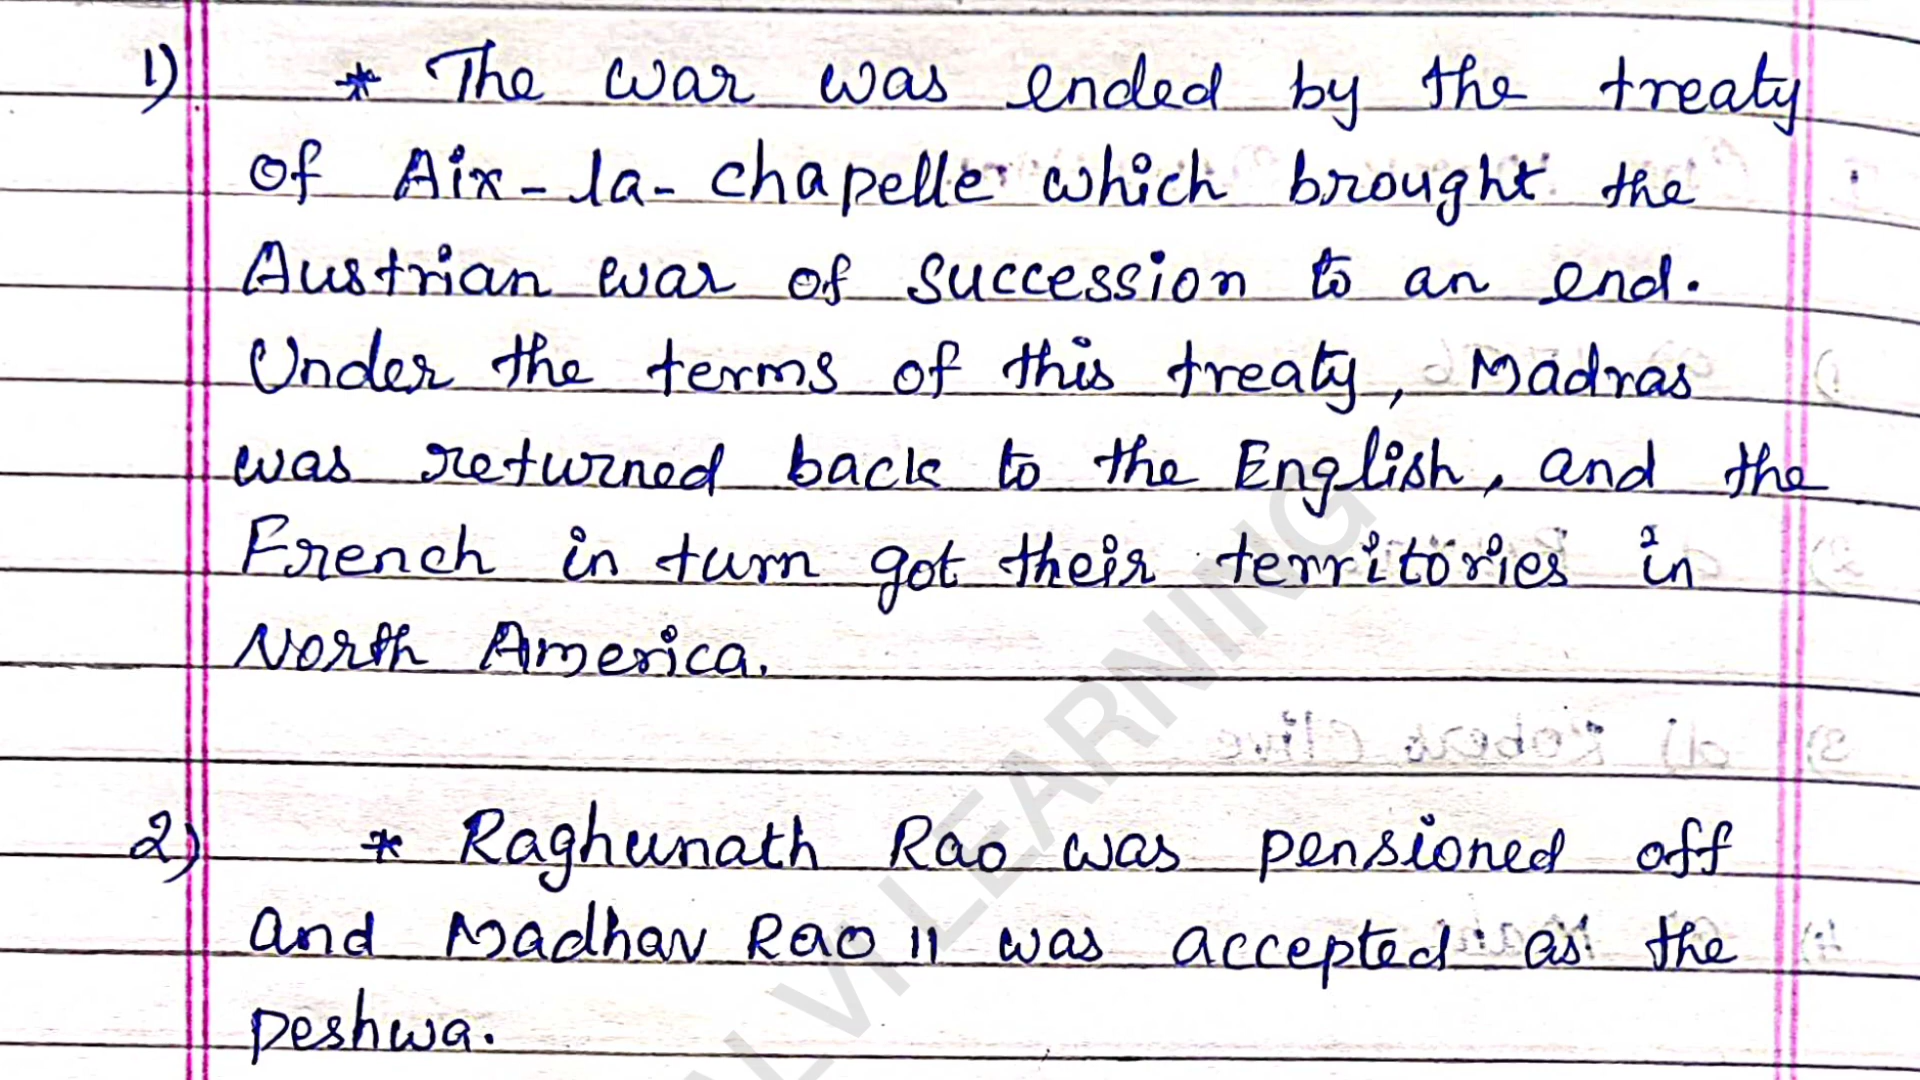 1) * The war was ended by the treaty
of Aix-la-chapelle which brought the
Austrian war of succession to an end.
Under the terms of this treaty, Madras
was returned back to the English, and the
French in turn got their territories in
North America.
2) * Raghunath Rao was pensioned off
and Madhav Rao II was accepted as the
peshwa.
ALVI LEARNING